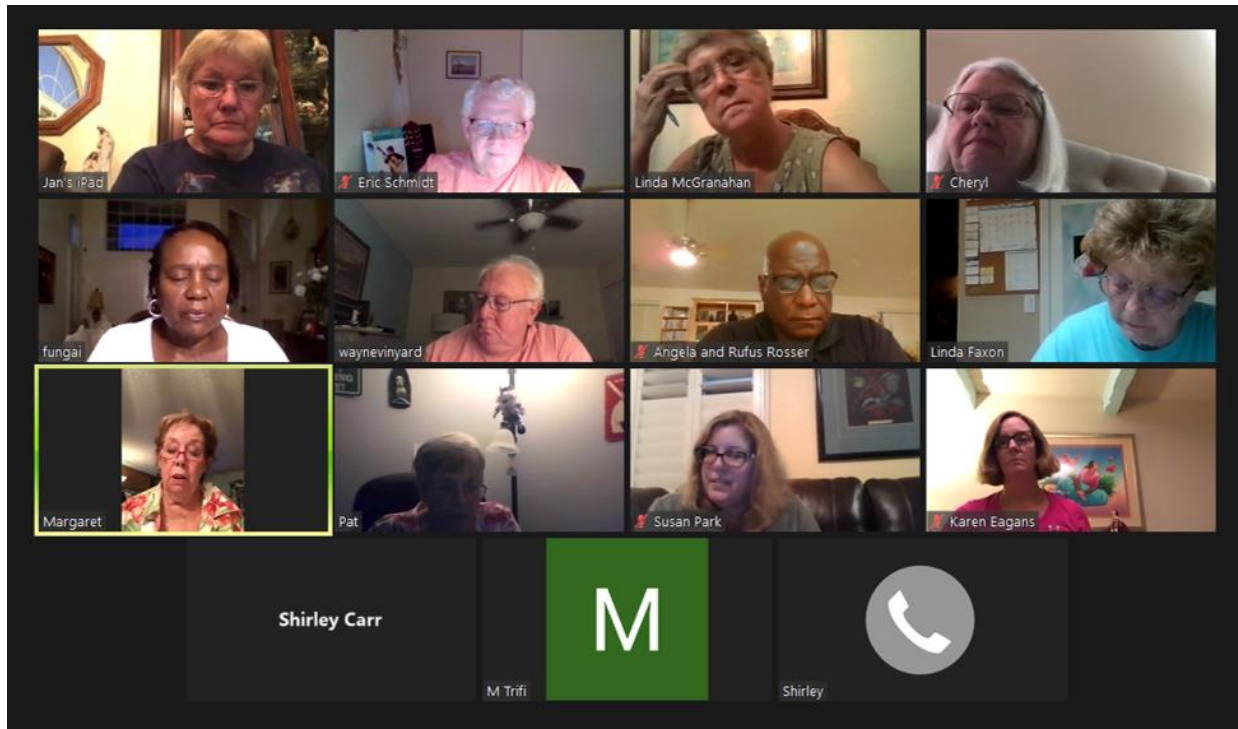 Jan's iPad
Eric Schmidt
Linda McGranahan
Cheryl
fungai
waynevinyard
Angela and Rufus Rosser
Linda Faxon
Margaret
Pat
Susan Park
Karen Eagans
Shirley Carr
M
M Trifi
Shirley